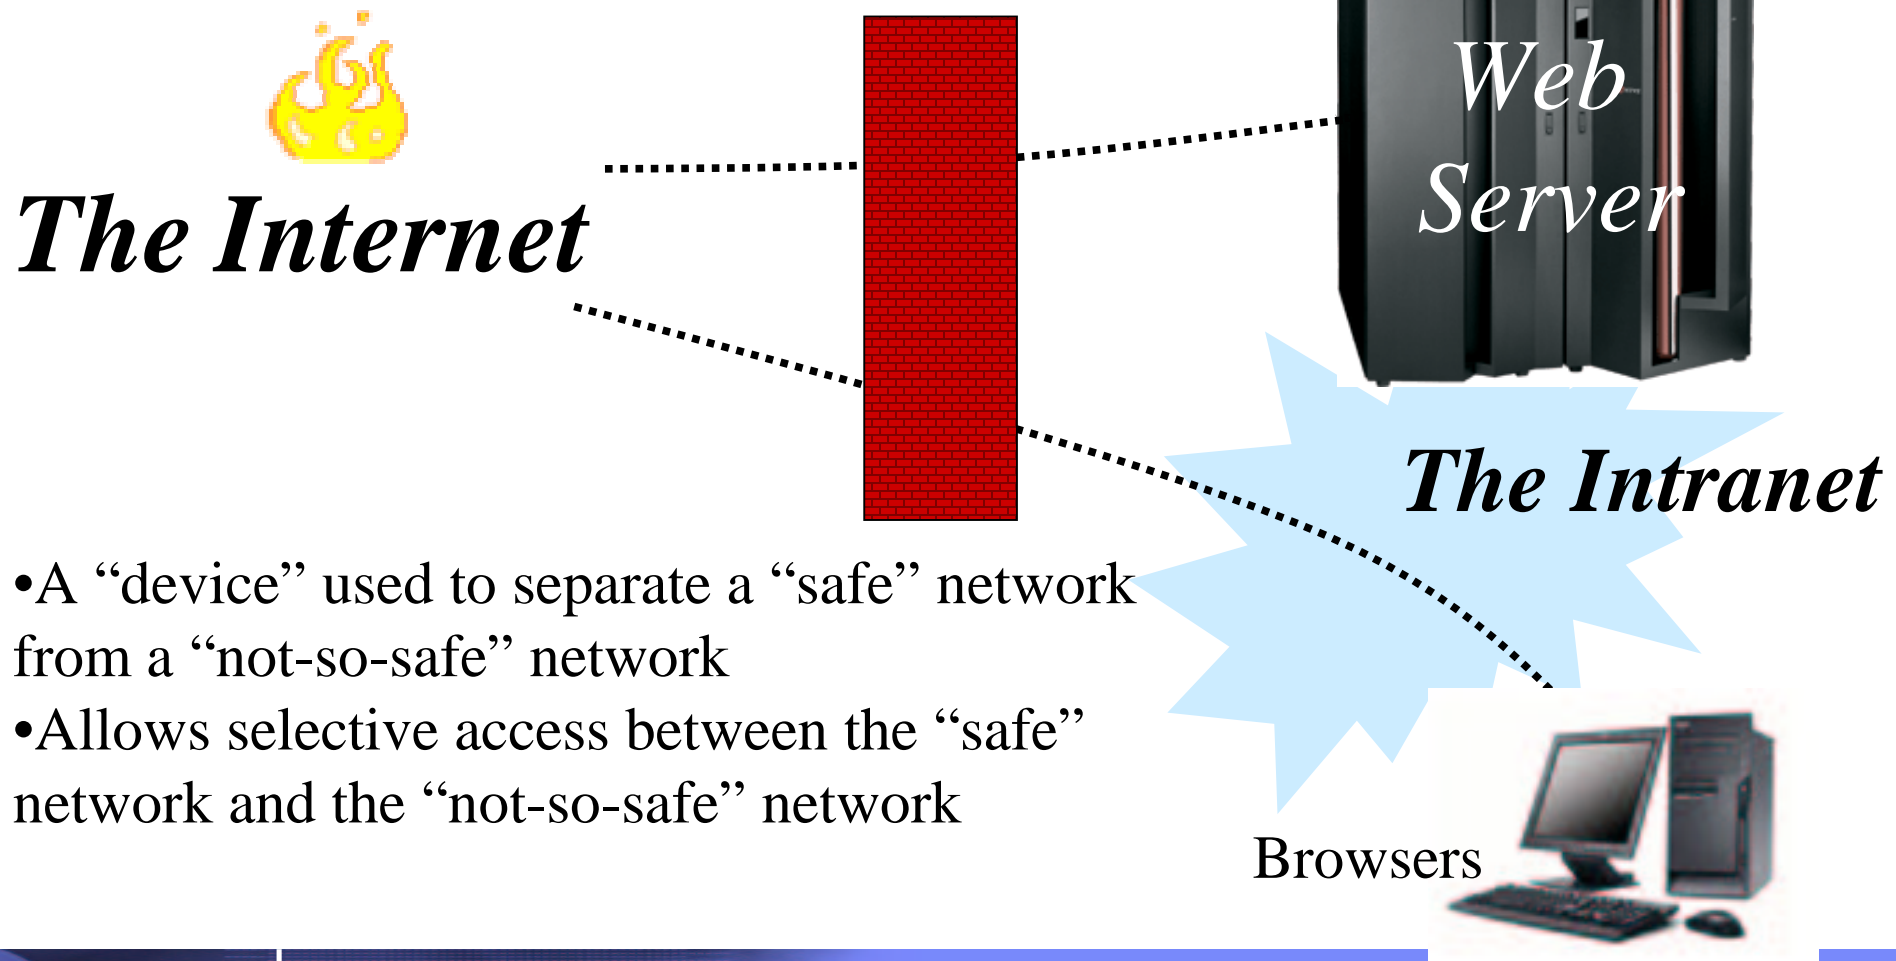 Web
Server
The Internet
The Intranet
•A “device” used to separate a “safe” network
from a “not-so-safe” network
•Allows selective access between the “safe”
network and the “not-so-safe” network
Browsers